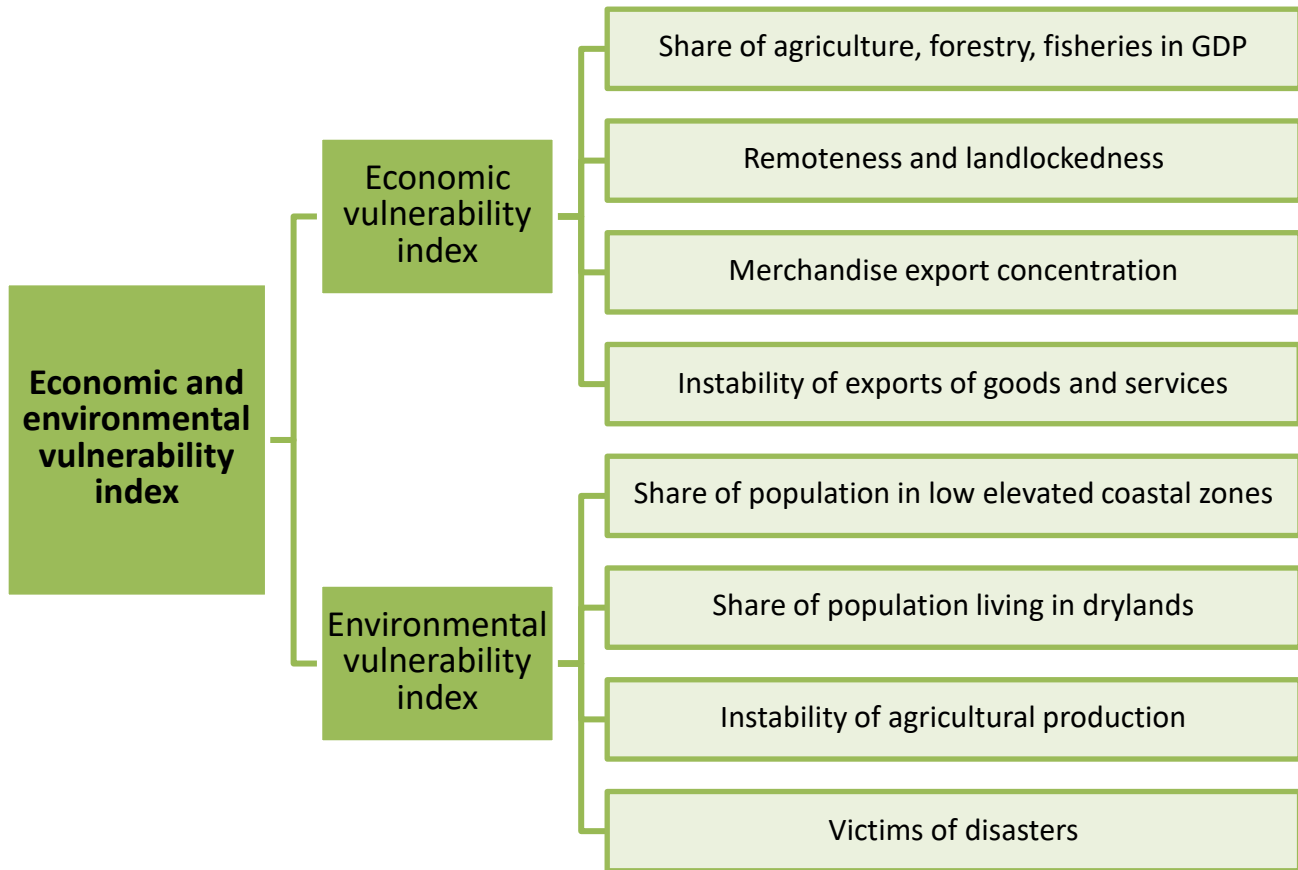 Economic and
environmental
vulnerability
index
Economic
vulnerability
index
Share of agriculture, forestry, fisheries in GDP
Remoteness and landlockedness
Merchandise export concentration
Instability of exports of goods and services
Environmental
vulnerability
index
Share of population in low elevated coastal zones
Share of population living in drylands
Instability of agricultural production
Victims of disasters